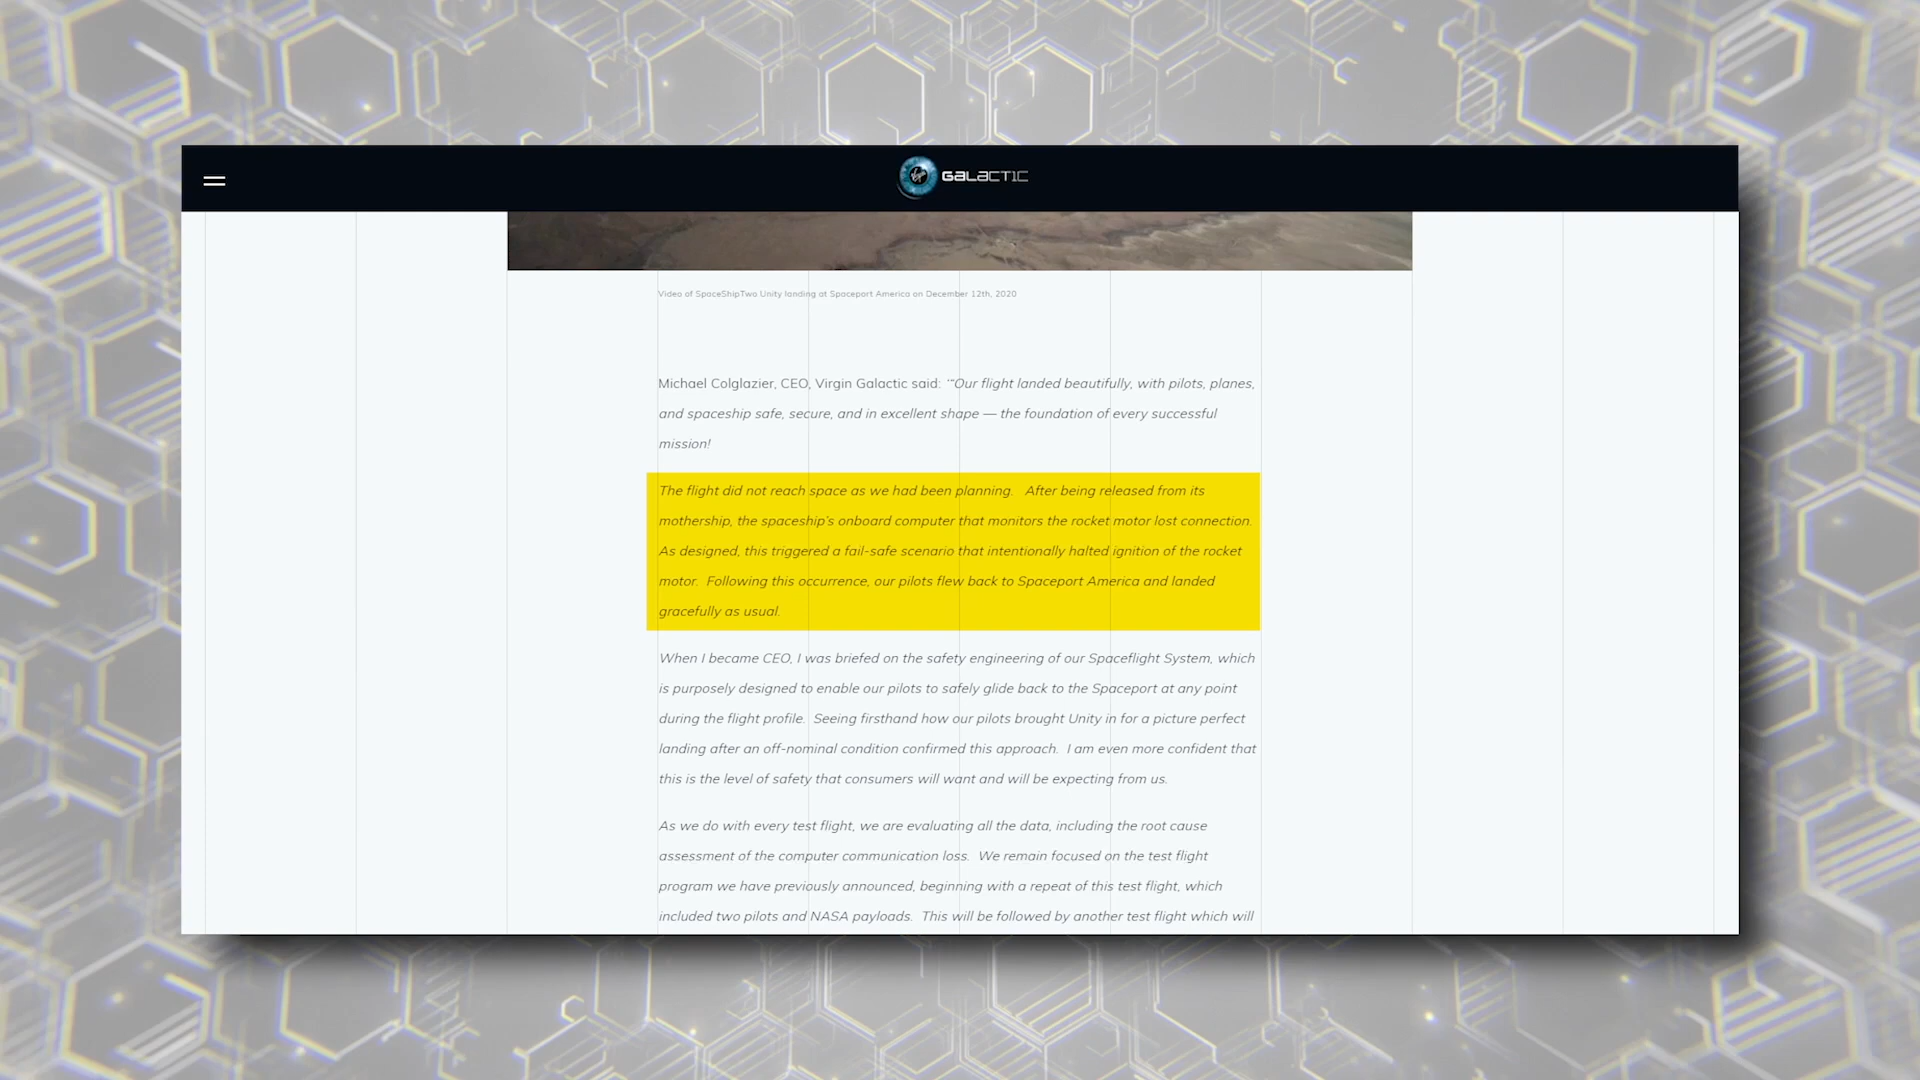 Virgin GALACTIC
Video of SpaceShipTwo Unity landing at Spaceport America on December 12th, 2020
Michael Colglazier, CEO, Virgin Galactic said: ‘“Our flight landed beautifully, with pilots, planes,
and spaceship safe, secure, and in excellent shape — the foundation of every successful
mission!
The flight did not reach space as we had been planning. After being released from its
mothership, the spaceship’s onboard computer that monitors the rocket motor lost connection.
As designed, this triggered a fail-safe scenario that intentionally halted ignition of the rocket
motor. Following this occurrence, our pilots flew back to Spaceport America and landed
gracefully as usual.
When I became CEO, I was briefed on the safety engineering of our Spaceflight System, which
is purposely designed to enable our pilots to safely glide back to the Spaceport at any point
during the flight profile. Seeing firsthand how our pilots brought Unity in for a picture perfect
landing after an off-nominal condition confirmed this approach. I am even more confident that
this is the level of safety that consumers will want and will be expecting from us.
As we do with every test flight, we are evaluating all the data, including the root cause
assessment of the computer communication loss. We remain focused on the test flight
program we have previously announced, beginning with a repeat of this test flight, which
included two pilots and NASA payloads. This will be followed by another test flight which will